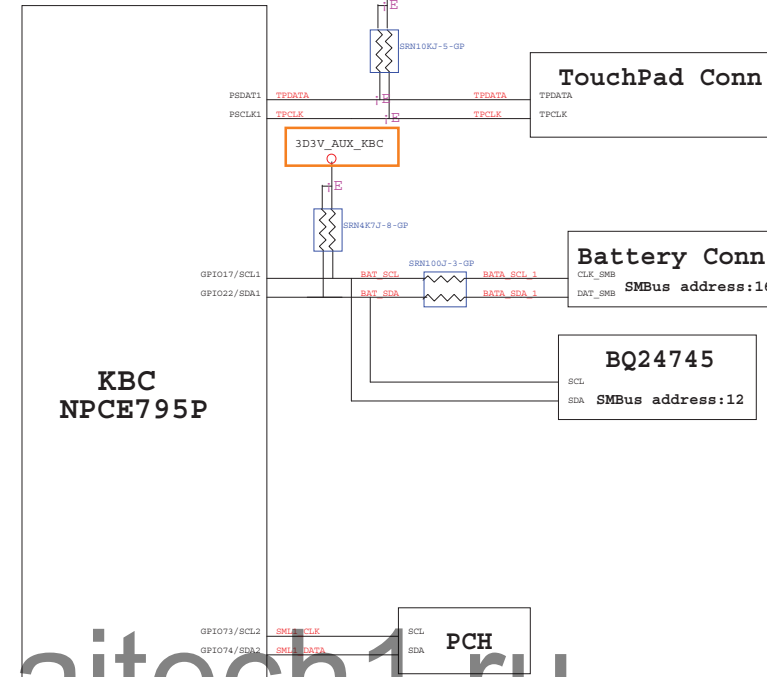 SRN10KJ-5-GP
TouchPad Conn
PSDAT1 TPDATA TPDATA TPDATA
PSCLK1 TPCLK TPCLK TPCLK
3D3V_AUX_KBC
SRN4K7J-8-GP
SRN100J-3-GP
Battery Conn
GPIO17/SCL1 BAT_SCL BATA_SCL_1 CLK_SMB
SMBus address:16
GPIO22/SDA1 BAT_SDA BATA_SDA_1 DAT_SMB
BQ24745
KBC
SCL
NPCE795P
SDA SMBus address:12
GPIO73/SCL2 SML1_CLK SCL
PCH
GPIO74/SDA2 SML1_DATA SDA
aitech1.ru